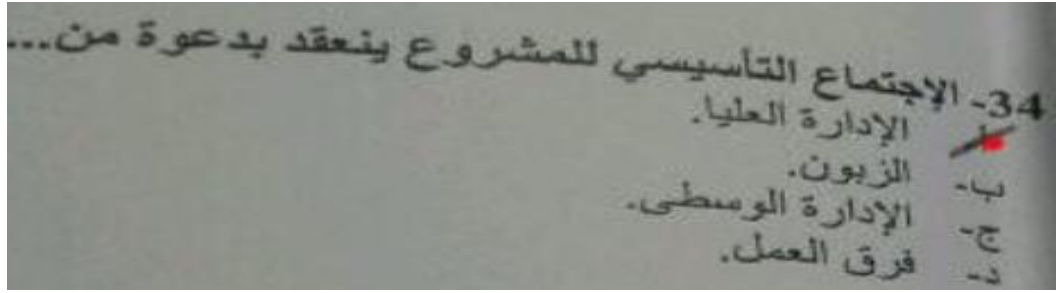 34- الإجتماع التأسيسي للمشروع ينعقد بدعوة من...
أ- الإدارة العليا.
ب- الزبون.
ج- الإدارة الوسطى.
د- فرق العمل.